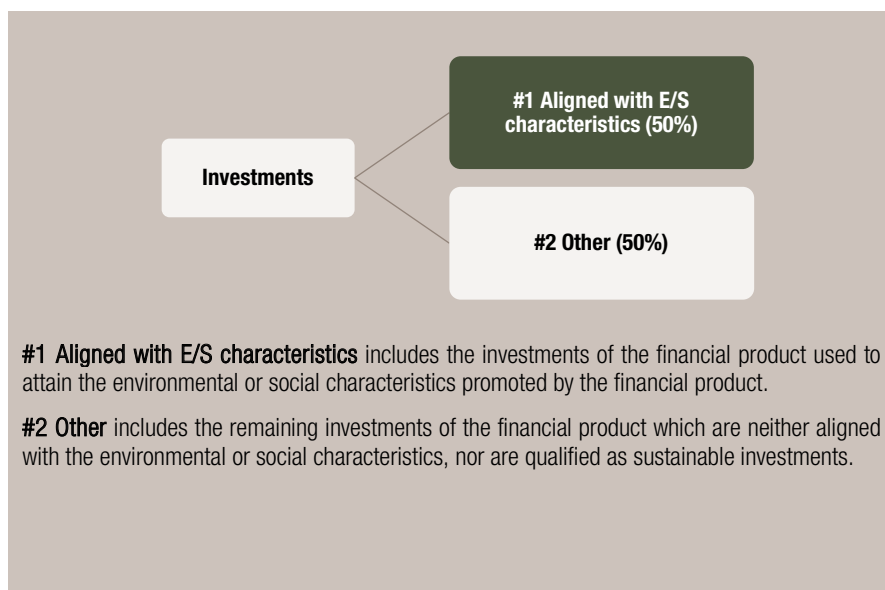 #1 Aligned with E/S
characteristics (50%)
Investments
#2 Other (50%)
#1 Aligned with E/S characteristics includes the investments of the financial product used to
attain the environmental or social characteristics promoted by the financial product.
#2 Other includes the remaining investments of the financial product which are neither aligned
with the environmental or social characteristics, nor are qualified as sustainable investments.